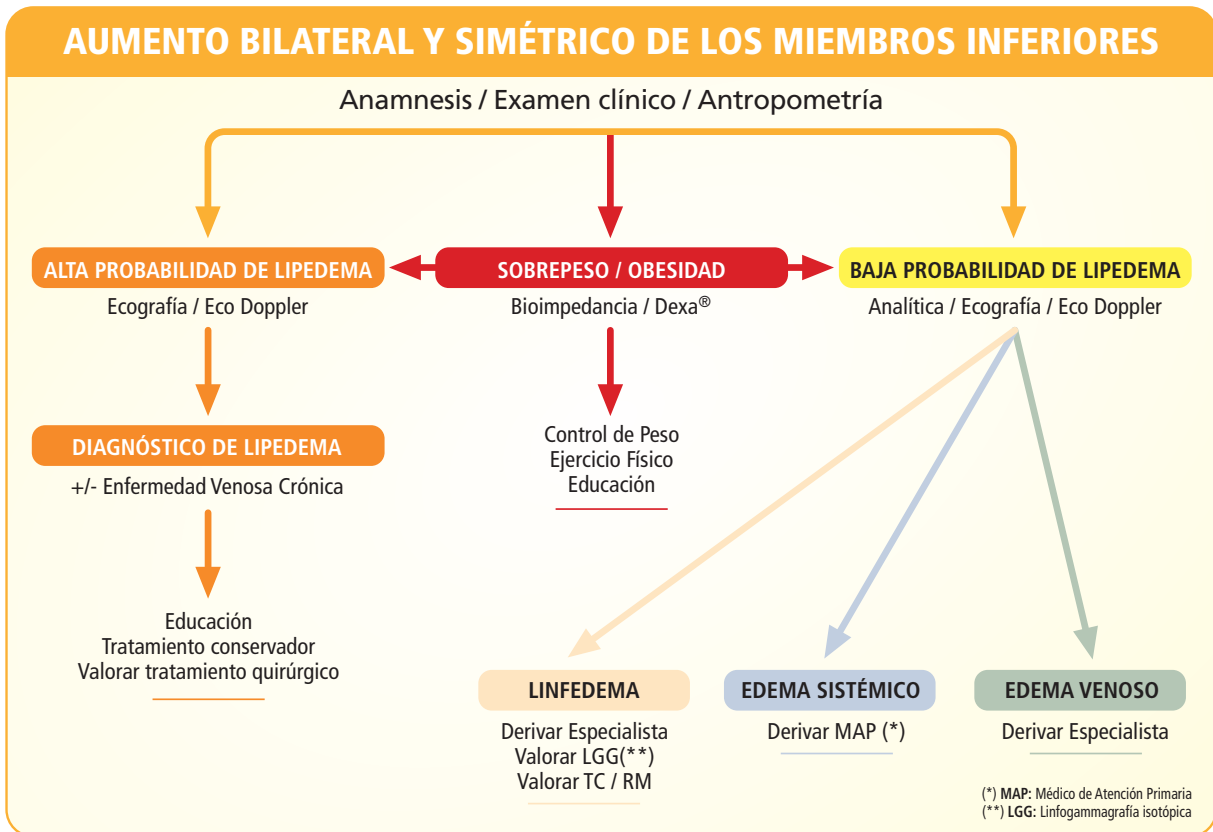 AUMENTO BILATERAL Y SIMÉTRICO DE LOS MIEMBROS INFERIORES
Anamnesis / Examen clínico / Antropometría
ALTA PROBABILIDAD DE LIPEDEMA
Ecografía / Eco Doppler
DIAGNÓSTICO DE LIPEDEMA
+/- Enfermedad Venosa Crónica
Educación
Tratamiento conservador
Valorar tratamiento quirúrgico
SOBREPESO / OBESIDAD
Bioimpedancia / Dexa®
Control de Peso
Ejercicio Físico
Educación
BAJA PROBABILIDAD DE LIPEDEMA
Analítica / Ecografía / Eco Doppler
LINFEDEMA
Derivar Especialista
Valorar LGG(**)
Valorar TC / RM
EDEMA SISTÉMICO
Derivar MAP (*)
EDEMA VENOSO
Derivar Especialista
(*) MAP: Médico de Atención Primaria
(**) LGG: Linfogammagrafía isotópica